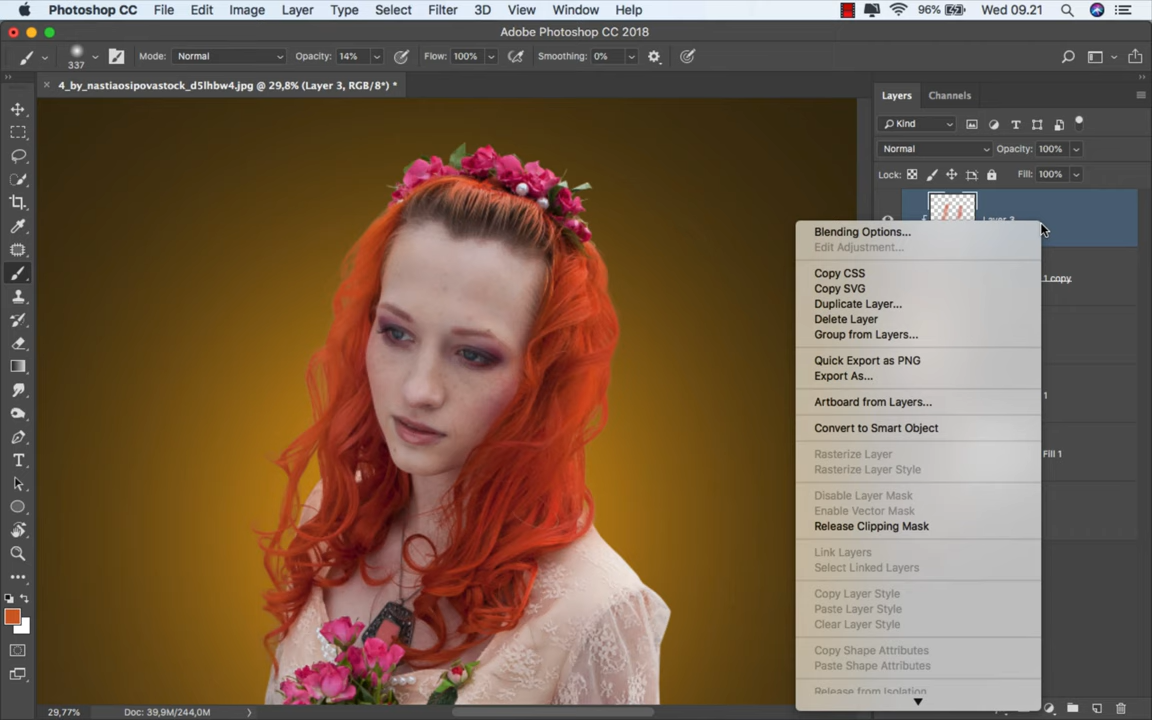 Photoshop CC File Edit Image Layer Type Select Filter 3D View Window Help 96% Wed 09.21
Adobe Photoshop CC 2018
337 Mode: Normal Opacity: 14% Flow: 100% Smoothing: 0%
4_by_nastiaosipovastock_d5lhbw4.jpg @ 29,8% (Layer 3, RGB/8*) *
Layers Channels
Kind
Normal Opacity: 100%
Lock: Fill: 100%
Layer 3
Blending Options...
Edit Adjustment...
Copy CSS
1 copy
Copy SVG
Duplicate Layer...
Delete Layer
Group from Layers...
Quick Export as PNG
Export As...
1
Artboard from Layers...
Convert to Smart Object
Rasterize Layer
Fill 1
Rasterize Layer Style
Disable Layer Mask
Enable Vector Mask
Release Clipping Mask
Link Layers
Select Linked Layers
Copy Layer Style
Paste Layer Style
Clear Layer Style
Copy Shape Attributes
Paste Shape Attributes
Release from Isolation
29,77% Doc: 39,9M/244,0M